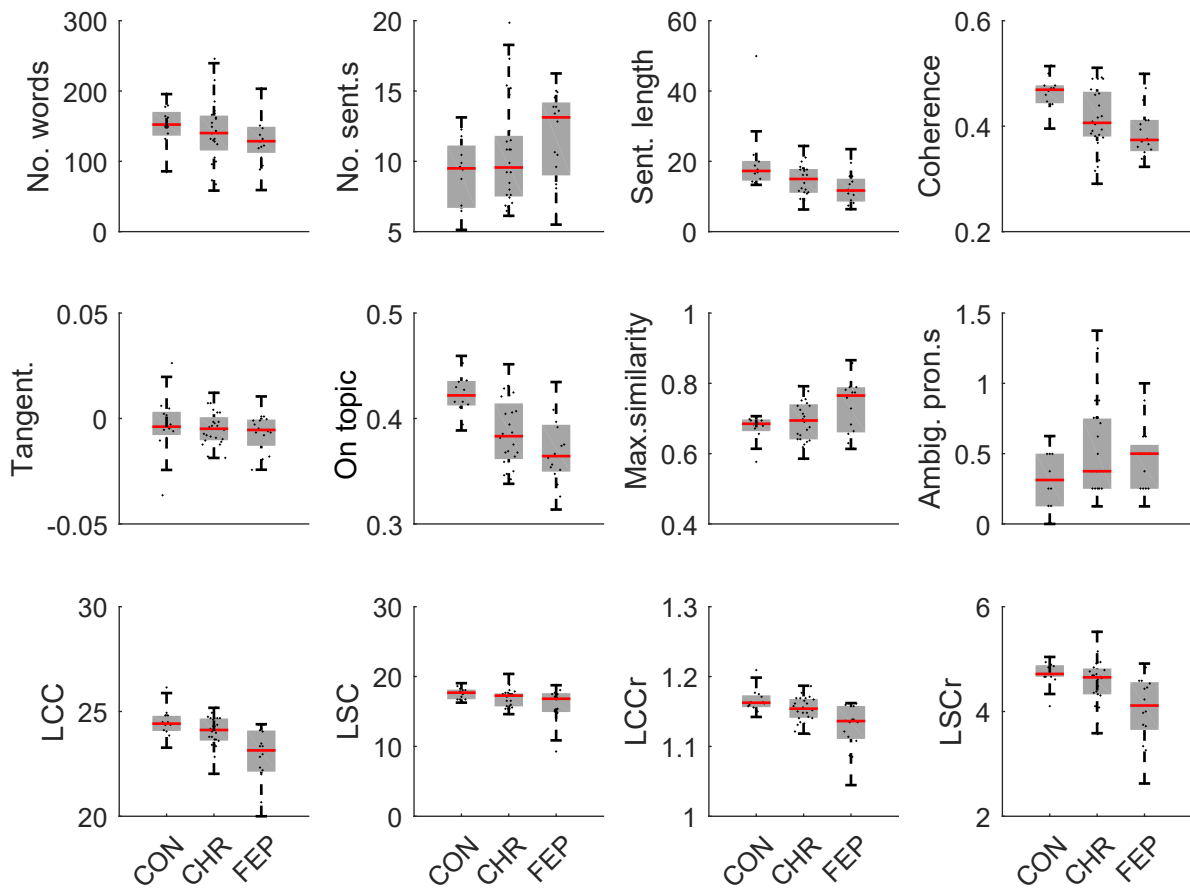 No. words
300
200
100
0
No. sent.s
20
15
10
5
Sent. length
60
40
20
0
Coherence
0.6
0.4
0.2
Tangent.
0.05
0
-0.05
On topic
0.5
0.4
0.3
Max.similarity
1
0.8
0.6
0.4
Ambig. pron.s
1.5
1
0.5
0
LCC
30
25
20
CON
CHR
FEP
LSC
30
20
10
0
CON
CHR
FEP
LCCr
1.3
1.2
1.1
1
CON
CHR
FEP
LSCr
6
4
2
CON
CHR
FEP